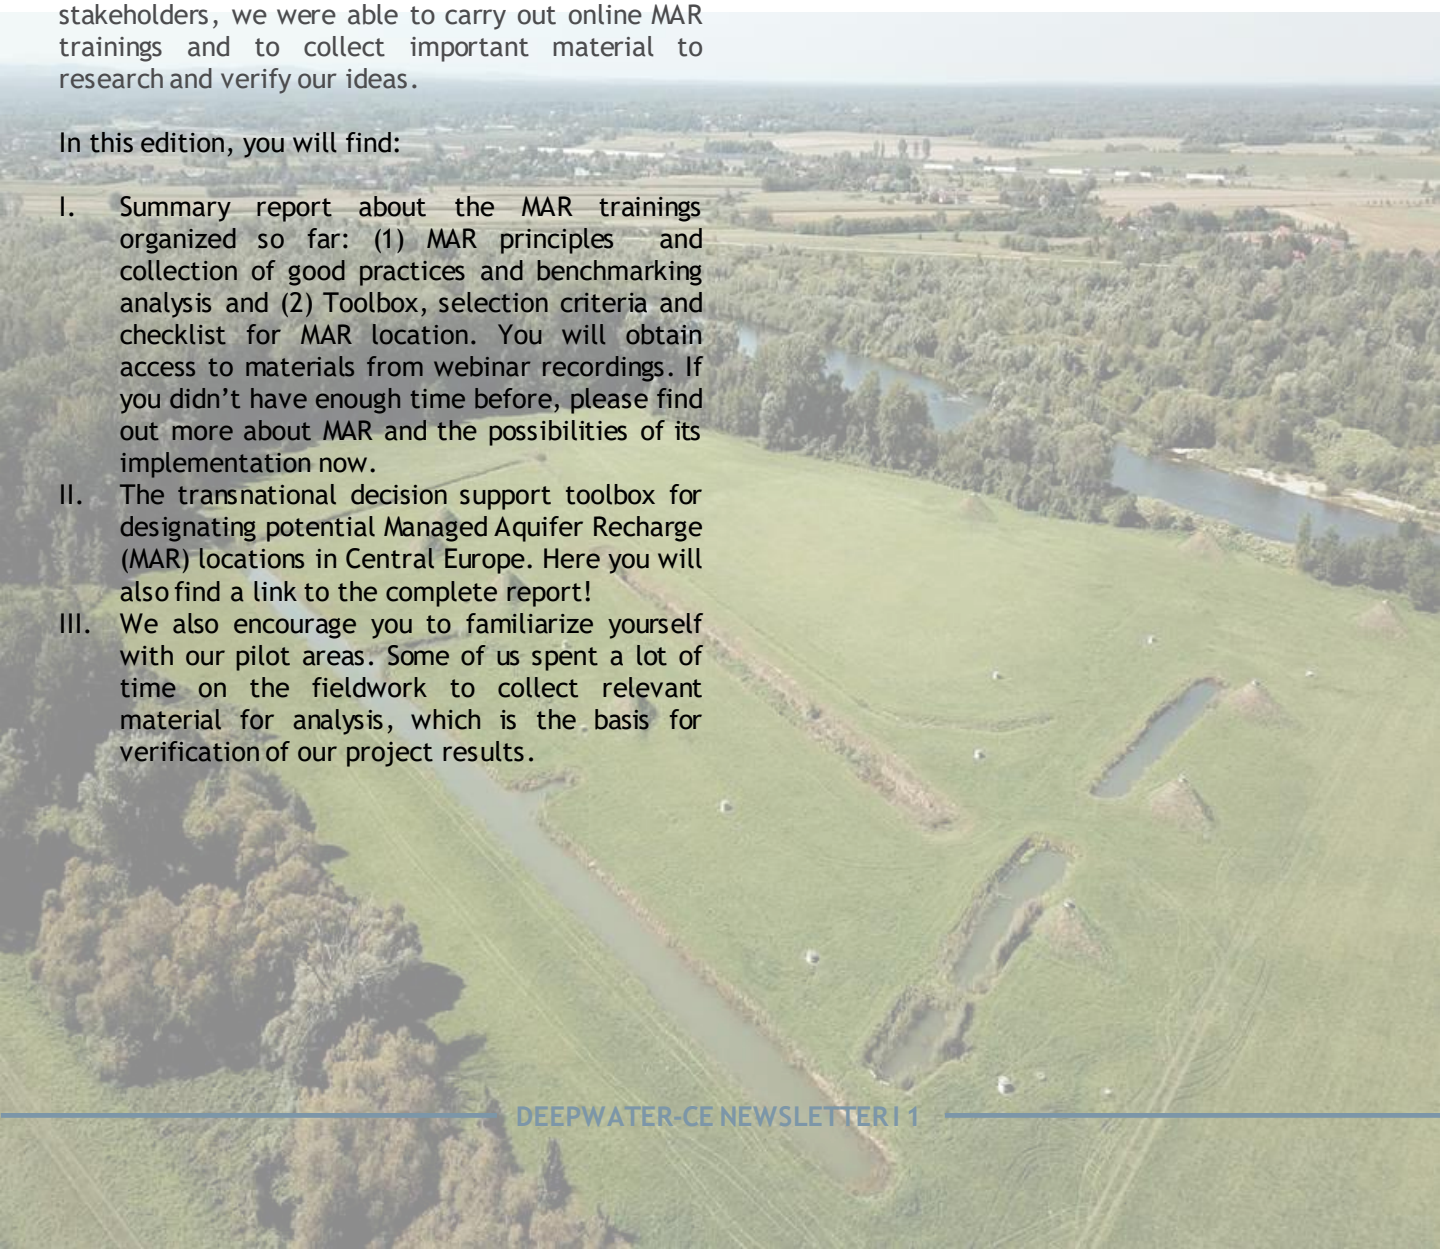 stakeholders, we were able to carry out online MAR
trainings and to collect important material to
research and verify our ideas.
In this edition, you will find:
I. Summary report about the MAR trainings
organized so far: (1) MAR principles and
collection of good practices and benchmarking
analysis and (2) Toolbox, selection criteria and
checklist for MAR location. You will obtain
access to materials from webinar recordings. If
you didn’t have enough time before, please find
out more about MAR and the possibilities of its
implementation now.
II. The transnational decision support toolbox for
designating potential Managed Aquifer Recharge
(MAR) locations in Central Europe. Here you will
also find a link to the complete report!
III. We also encourage you to familiarize yourself
with our pilot areas. Some of us spent a lot of
time on the fieldwork to collect relevant
material for analysis, which is the basis for
verification of our project results.
DEEPWATER-CE NEWSLETTER I 1